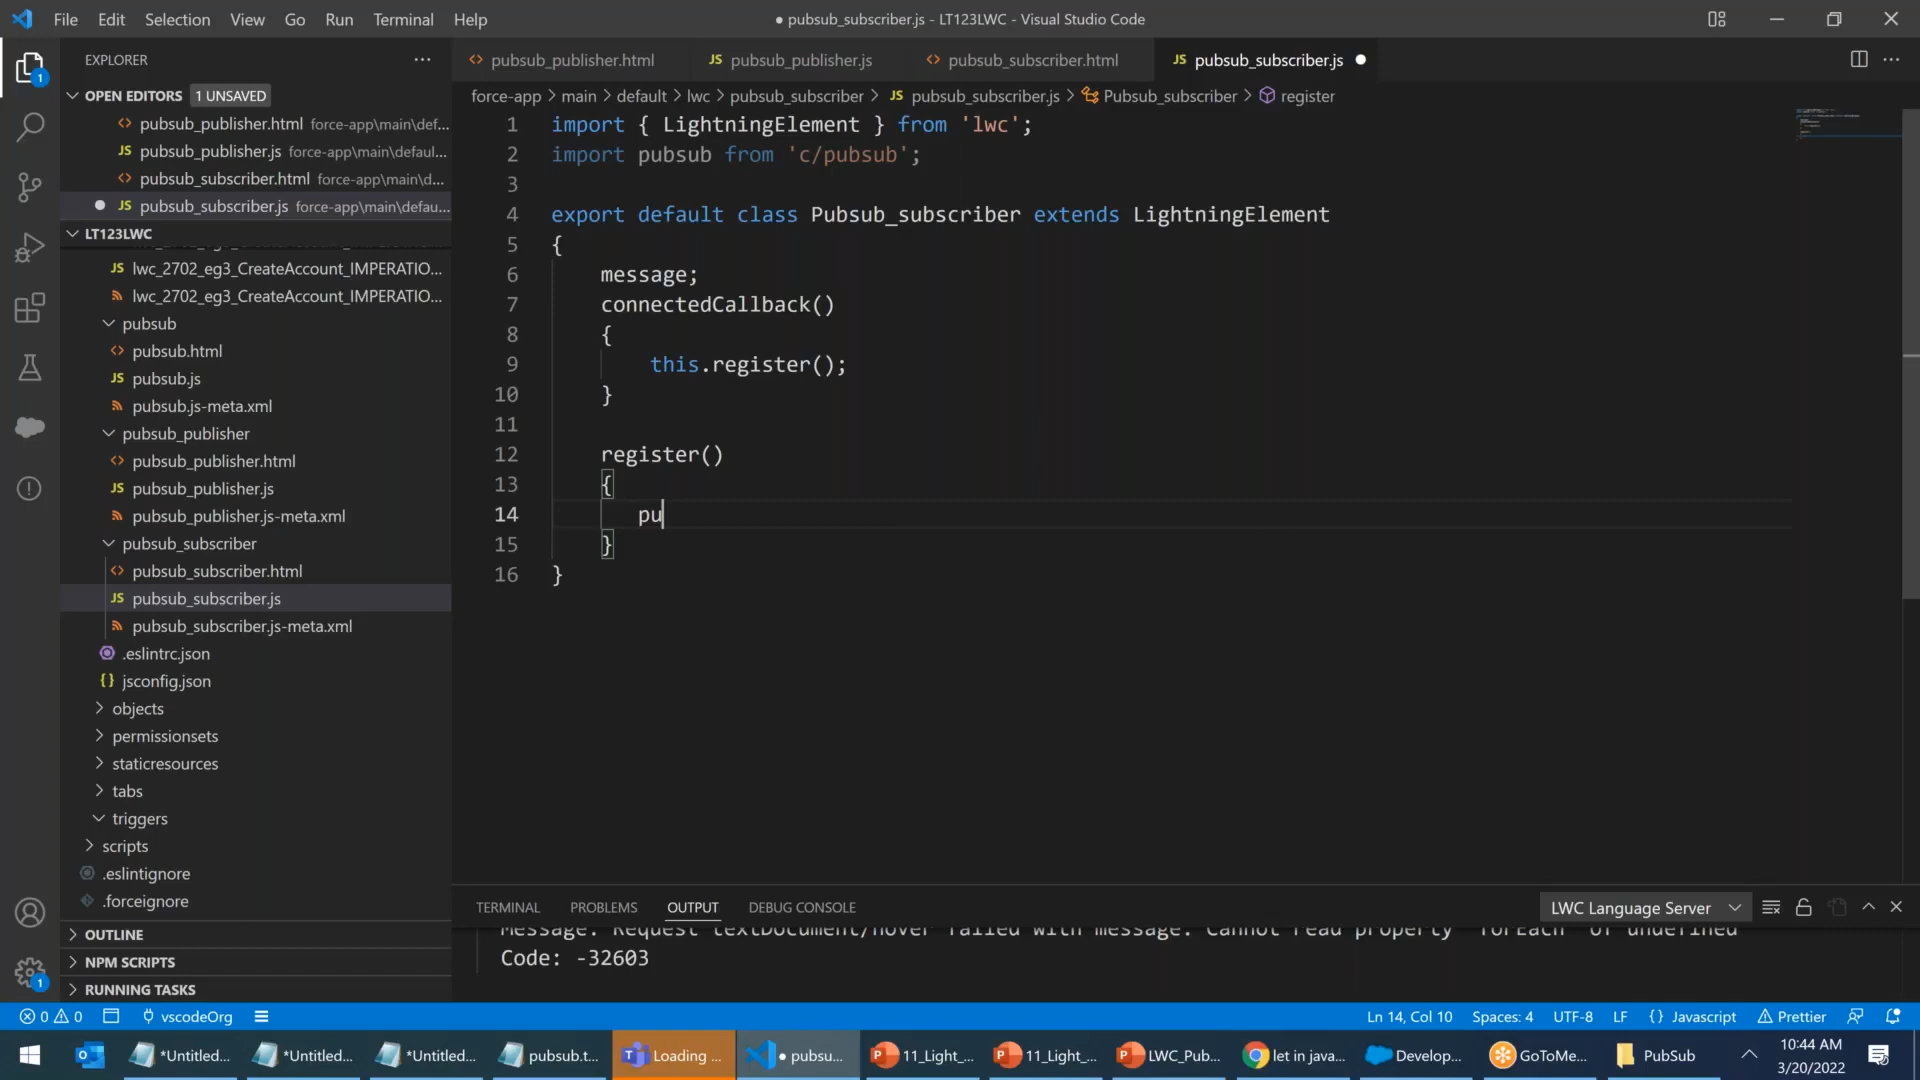 File Edit Selection View Go Run Terminal Help
● pubsub_subscriber.js - LT123LWC - Visual Studio Code
EXPLORER
OPEN EDITORS 1 UNSAVED
pubsub_publisher.html force-app\main\def...
JS pubsub_publisher.js force-app\main\defaul...
pubsub_subscriber.html force-app\main\d...
JS pubsub_subscriber.js force-app\main\defau...
LT123LWC
JS lwc_2702_eg3_CreateAccount_IMPERATIO...
lwc_2702_eg3_CreateAccount_IMPERATIO...
pubsub
pubsub.html
JS pubsub.js
pubsub.js-meta.xml
pubsub_publisher
pubsub_publisher.html
JS pubsub_publisher.js
pubsub_publisher.js-meta.xml
pubsub_subscriber
pubsub_subscriber.html
JS pubsub_subscriber.js
pubsub_subscriber.js-meta.xml
.eslintrc.json
{} jsconfig.json
objects
permissionsets
staticresources
tabs
triggers
scripts
.eslintignore
.forceignore
OUTLINE
NPM SCRIPTS
RUNNING TASKS
1
1
pubsub_publisher.html JS pubsub_publisher.js pubsub_subscriber.html JS pubsub_subscriber.js
force-app > main > default > lwc > pubsub_subscriber > JS pubsub_subscriber.js > Pubsub_subscriber > register
1 import { LightningElement } from 'lwc';
2 import pubsub from 'c/pubsub';
3
4 export default class Pubsub_subscriber extends LightningElement
5 {
6 message;
7 connectedCallback()
8 {
9 this.register();
10 }
11
12 register()
13 {
14 pu
15 }
16 }
TERMINAL PROBLEMS OUTPUT DEBUG CONSOLE
LWC Language Server
Message: Request textDocument/hover failed with message: Cannot read property 'forEach' of undefined
Code: -32603
0 0 vscodeOrg
Ln 14, Col 10 Spaces: 4 UTF-8 LF {} Javascript Prettier
*Untitled... *Untitled... *Untitled... pubsub.t... Loading ... ● pubsu... 11_Light_... 11_Light_... LWC_Pub... let in java... Develop... GoToMe... PubSub
10:44 AM
3/20/2022